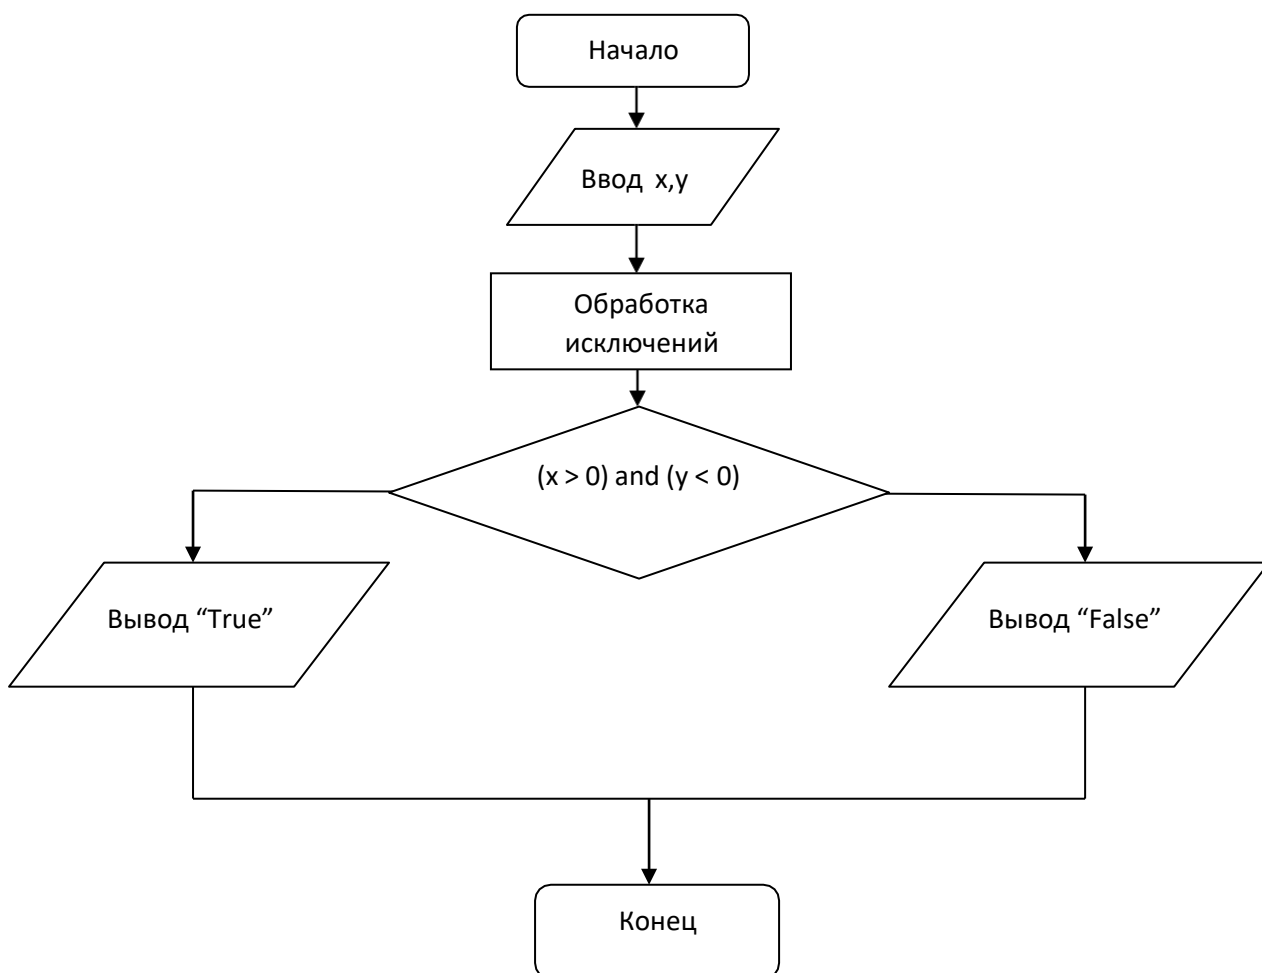 Начало
Ввод x,y
Обработка
исключений
(x > 0) and (y < 0)
Вывод “True”
Вывод “False”
Конец